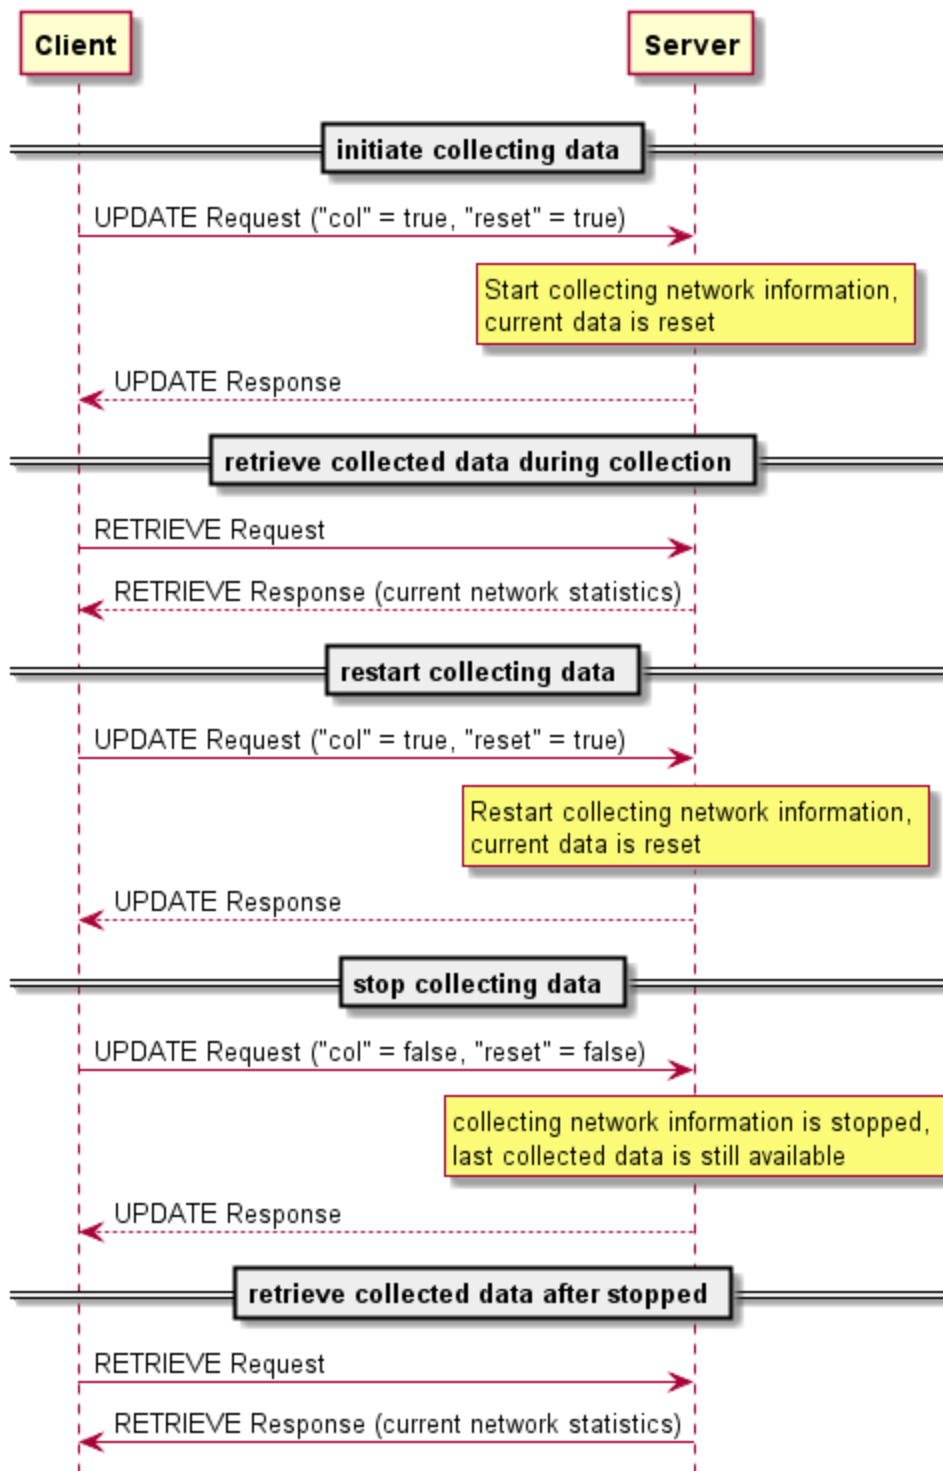 Client
Server
initiate collecting data
UPDATE Request ("col" = true, "reset" = true)
Start collecting network information,
current data is reset
UPDATE Response
retrieve collected data during collection
RETRIEVE Request
RETRIEVE Response (current network statistics)
restart collecting data
UPDATE Request ("col" = true, "reset" = true)
Restart collecting network information,
current data is reset
UPDATE Response
stop collecting data
UPDATE Request ("col" = false, "reset" = false)
collecting network information is stopped,
last collected data is still available
UPDATE Response
retrieve collected data after stopped
RETRIEVE Request
RETRIEVE Response (current network statistics)